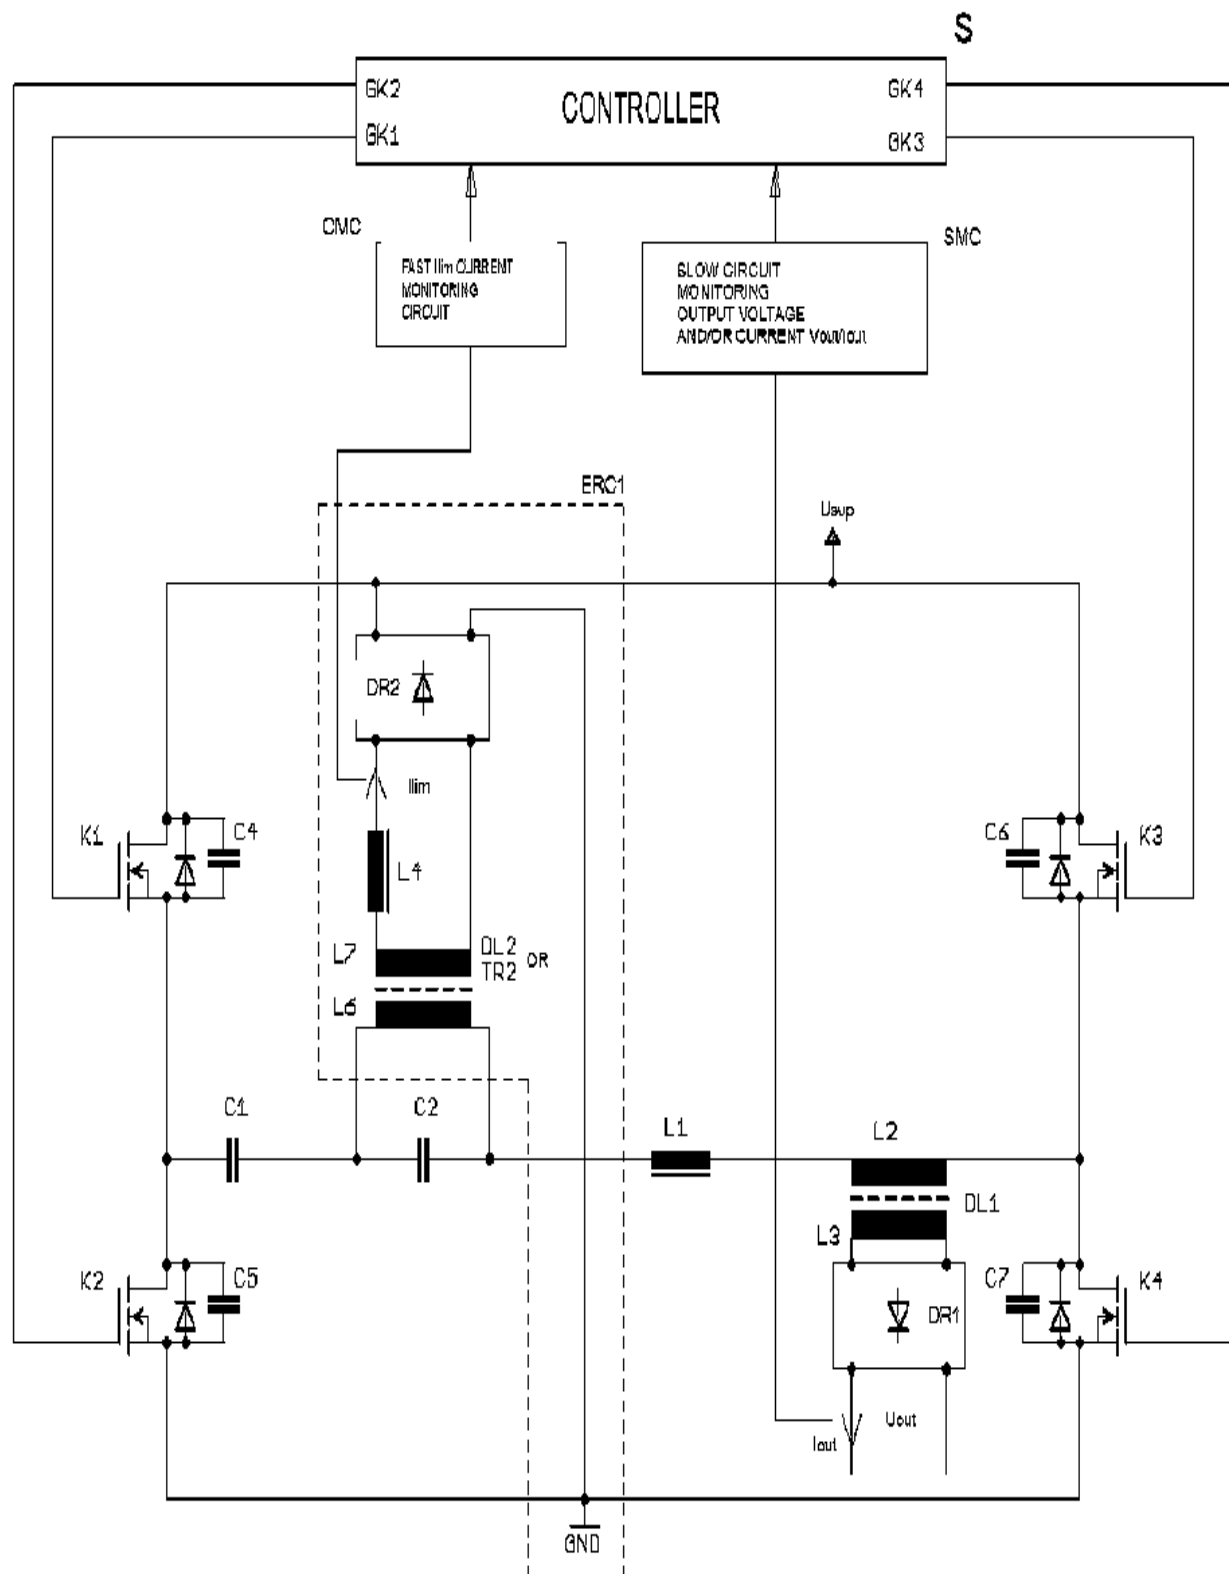 S
GK2
CONTROLLER
GK4
GK1
GK3
CMC
SMC
FAST Ilim CURRENT
MONITORING
CIRCUIT
SLOW CIRCUIT
MONITORING
OUTPUT VOLTAGE
AND/OR CURRENT Vout/Iout
ERC1
Usup
DR2
Ilim
K1
C4
C6
K3
L4
L7
DL2
TR2
OR
L6
C1
C2
L1
L2
DL1
L3
K2
C5
C7
K4
DR1
Uout
Iout
GND